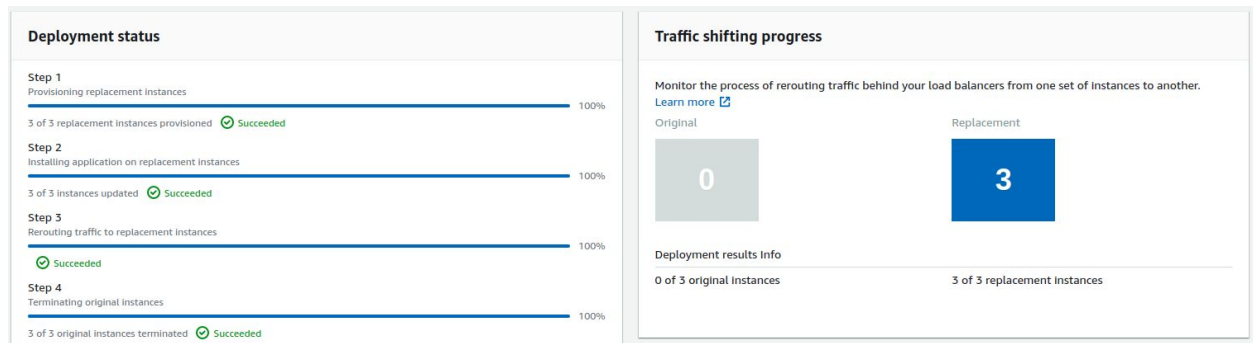 Deployment status
Step 1
Provisioning replacement instances
100%
3 of 3 replacement instances provisioned Succeeded
Step 2
Installing application on replacement instances
100%
3 of 3 instances updated Succeeded
Step 3
Rerouting traffic to replacement instances
100%
Succeeded
Step 4
Terminating original instances
100%
3 of 3 original instances terminated Succeeded
Traffic shifting progress
Monitor the process of rerouting traffic behind your load balancers from one set of instances to another.
Learn more
Original Replacement
0 3
Deployment results Info
0 of 3 original instances 3 of 3 replacement instances